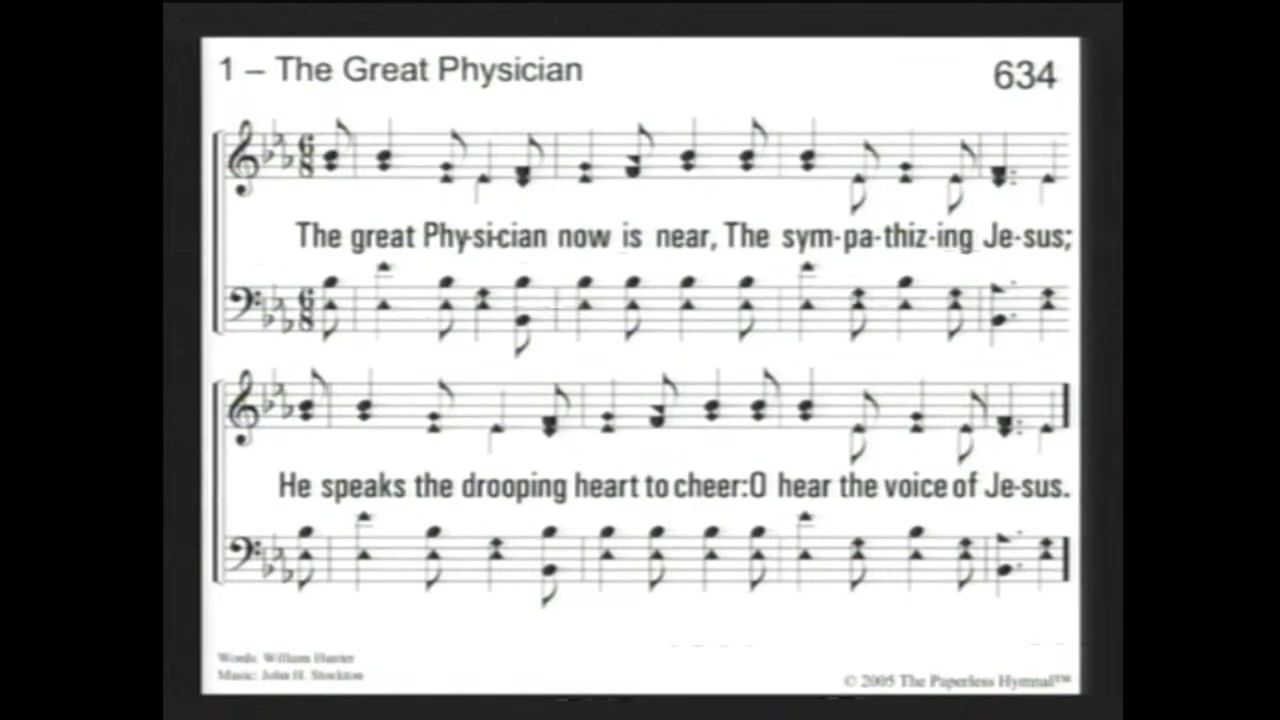 1 – The Great Physician
634
The great Phy-si-cian now is near, The sym-pa-thiz-ing Je-sus;
He speaks the drooping heart to cheer:O hear the voice of Je-sus.
Words: William Hunter
Music: John H. Stockton
© 2005 The Paperless Hymnal™